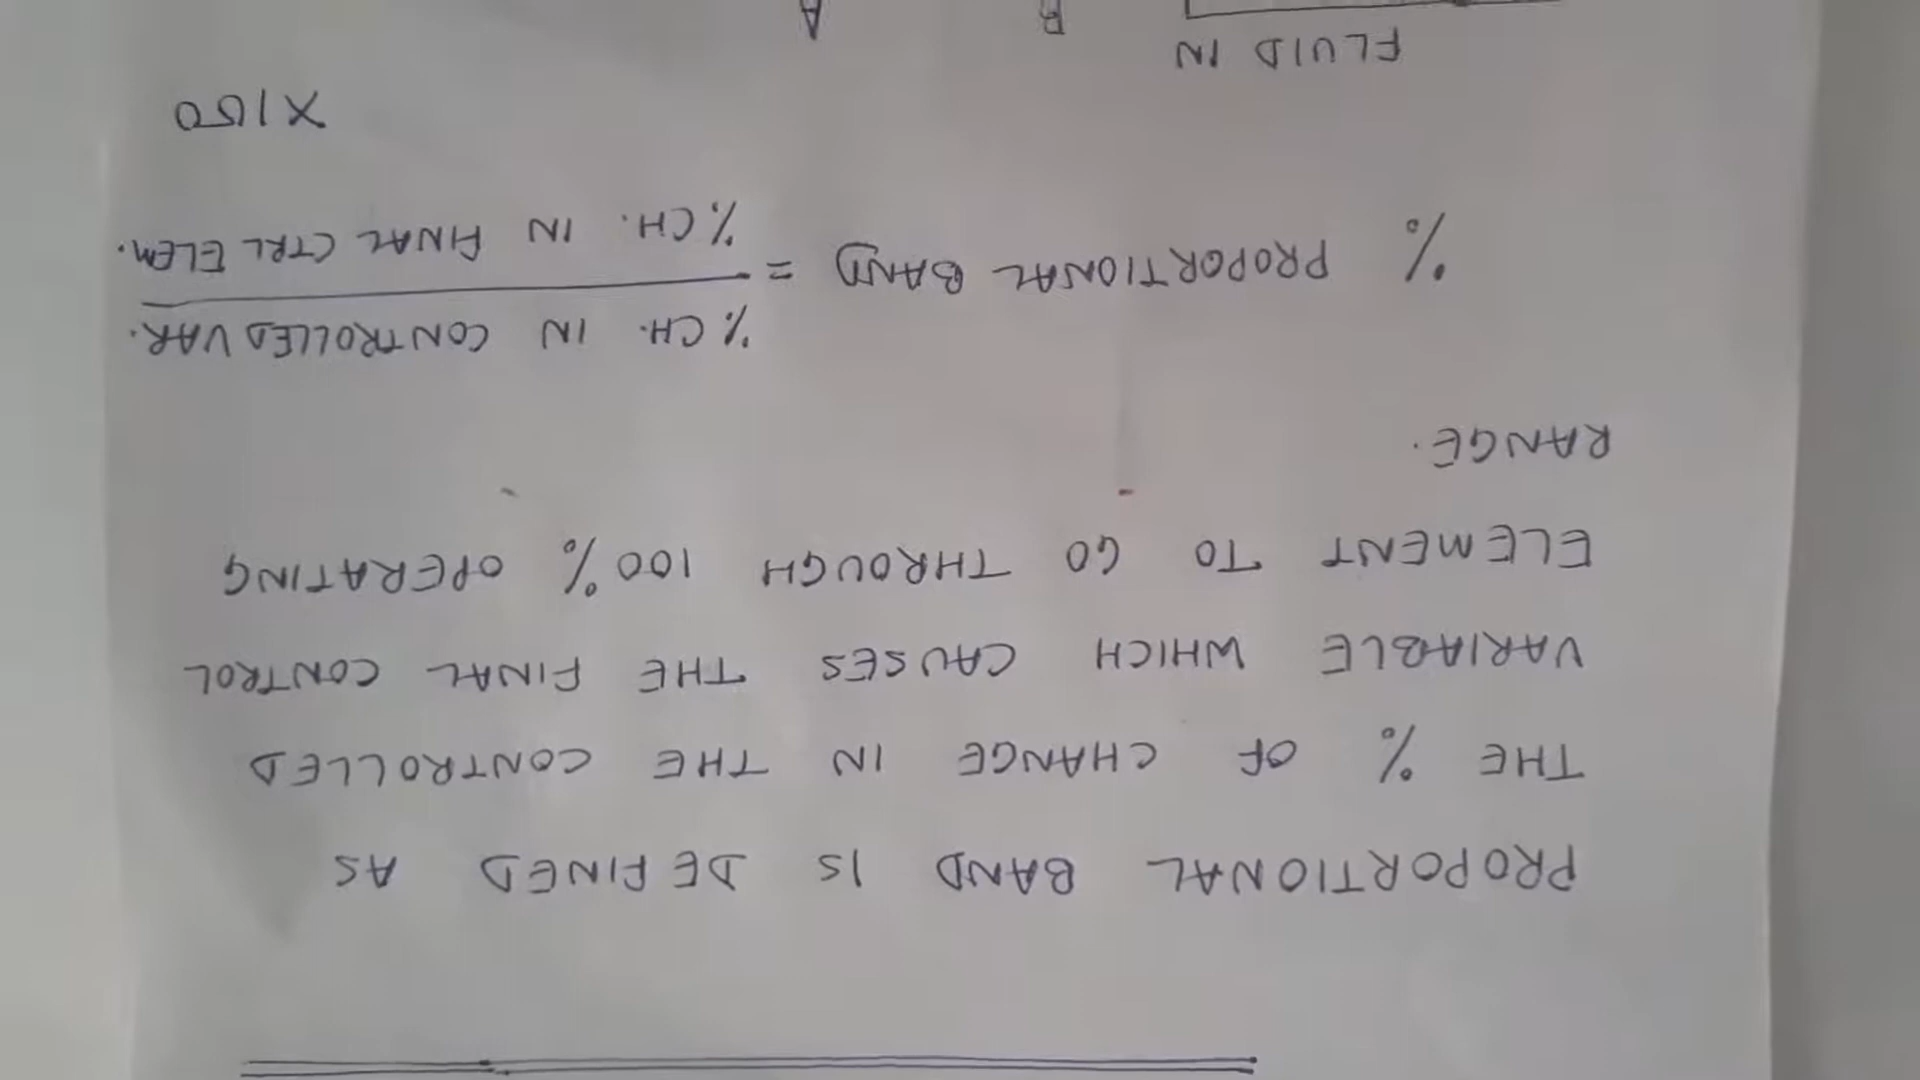 PROPORTIONAL BAND IS DEFINED AS
THE % OF CHANGE IN THE CONTROLLED
VARIABLE WHICH CAUSES THE FINAL CONTROL
ELEMENT TO GO THROUGH 100% OPERATING
RANGE.
% CH. IN CONTROLLED VAR.
% PROPORTIONAL BAND =
% CH. IN FINAL CTRL ELEM.
X100
FLUID IN
B A